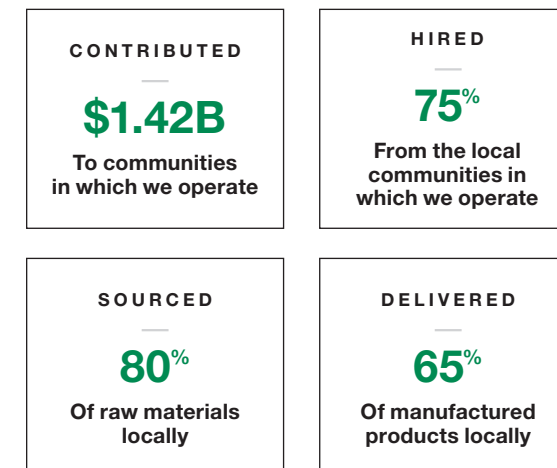 CONTRIBUTED
$1.42B
To communities
in which we operate
HIRED
75%
From the local
communities in
which we operate
SOURCED
80%
Of raw materials
locally
DELIVERED
65%
Of manufactured
products locally